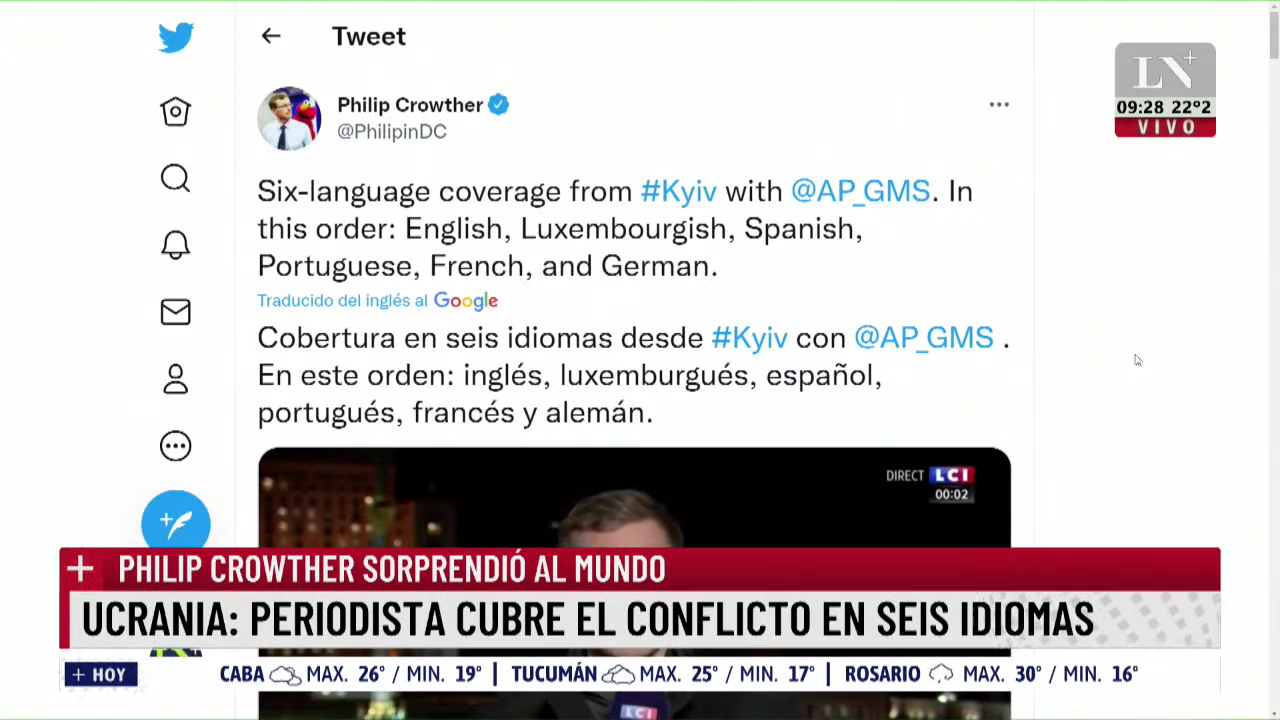 Tweet
LN+
09:28 22°2
VIVO
Philip Crowther
@PhilipinDC
Six-language coverage from #Kyiv with @AP_GMS. In
this order: English, Luxembourgish, Spanish,
Portuguese, French, and German.
Traducido del inglés al Google
Cobertura en seis idiomas desde #Kyiv con @AP_GMS .
En este orden: inglés, luxemburgués, español,
portugués, francés y alemán.
DIRECT LCI
00:02
PHILIP CROWTHER SORPRENDIÓ AL MUNDO
UCRANIA: PERIODISTA CUBRE EL CONFLICTO EN SEIS IDIOMAS
+ HOY CABA MAX. 26° / MIN. 19° | TUCUMÁN MAX. 25° / MIN. 17° | ROSARIO MAX. 30° / MIN. 16°
LCI